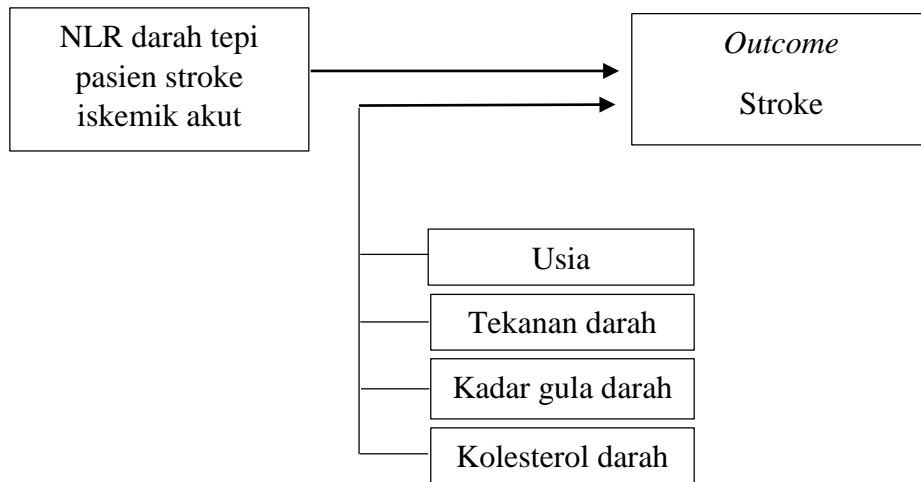 NLR darah tepi
pasien stroke
iskemik akut
Outcome
Stroke
Usia
Tekanan darah
Kadar gula darah
Kolesterol darah